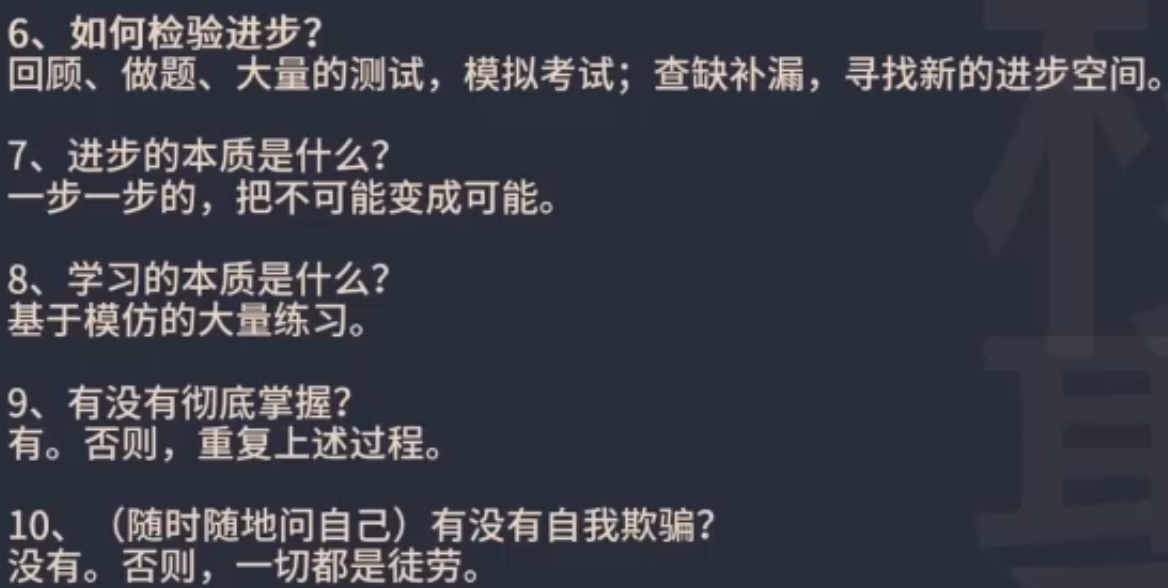 6、如何检验进步？
回顾、做题、大量的测试，模拟考试；查缺补漏，寻找新的进步空间。
7、进步的本质是什么？
一步一步的，把不可能变成可能。
8、学习的本质是什么？
基于模仿的大量练习。
9、有没有彻底掌握？
有。否则，重复上述过程。
10、（随时随地问自己）有没有自我欺骗？
没有。否则，一切都是徒劳。